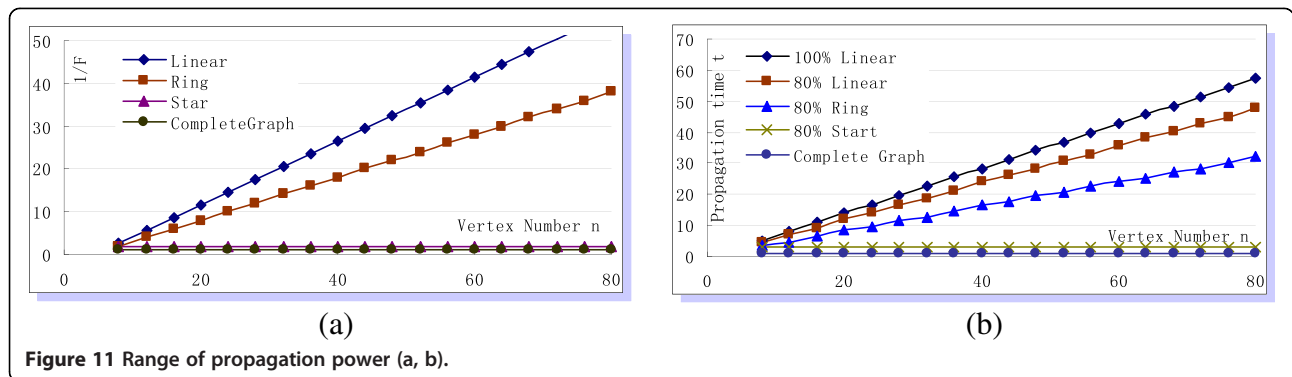 50
40
30
20
10
0
1/F
Linear
Ring
Star
CompleteGraph
Vertex Number n
0 20 40 60 80
(a)
70
60
50
40
30
20
10
0
Propagation time t
100% Linear
80% Linear
80% Ring
80% Start
Complete Graph
Vertex Number n
0 20 40 60 80
(b)
Figure 11 Range of propagation power (a, b).